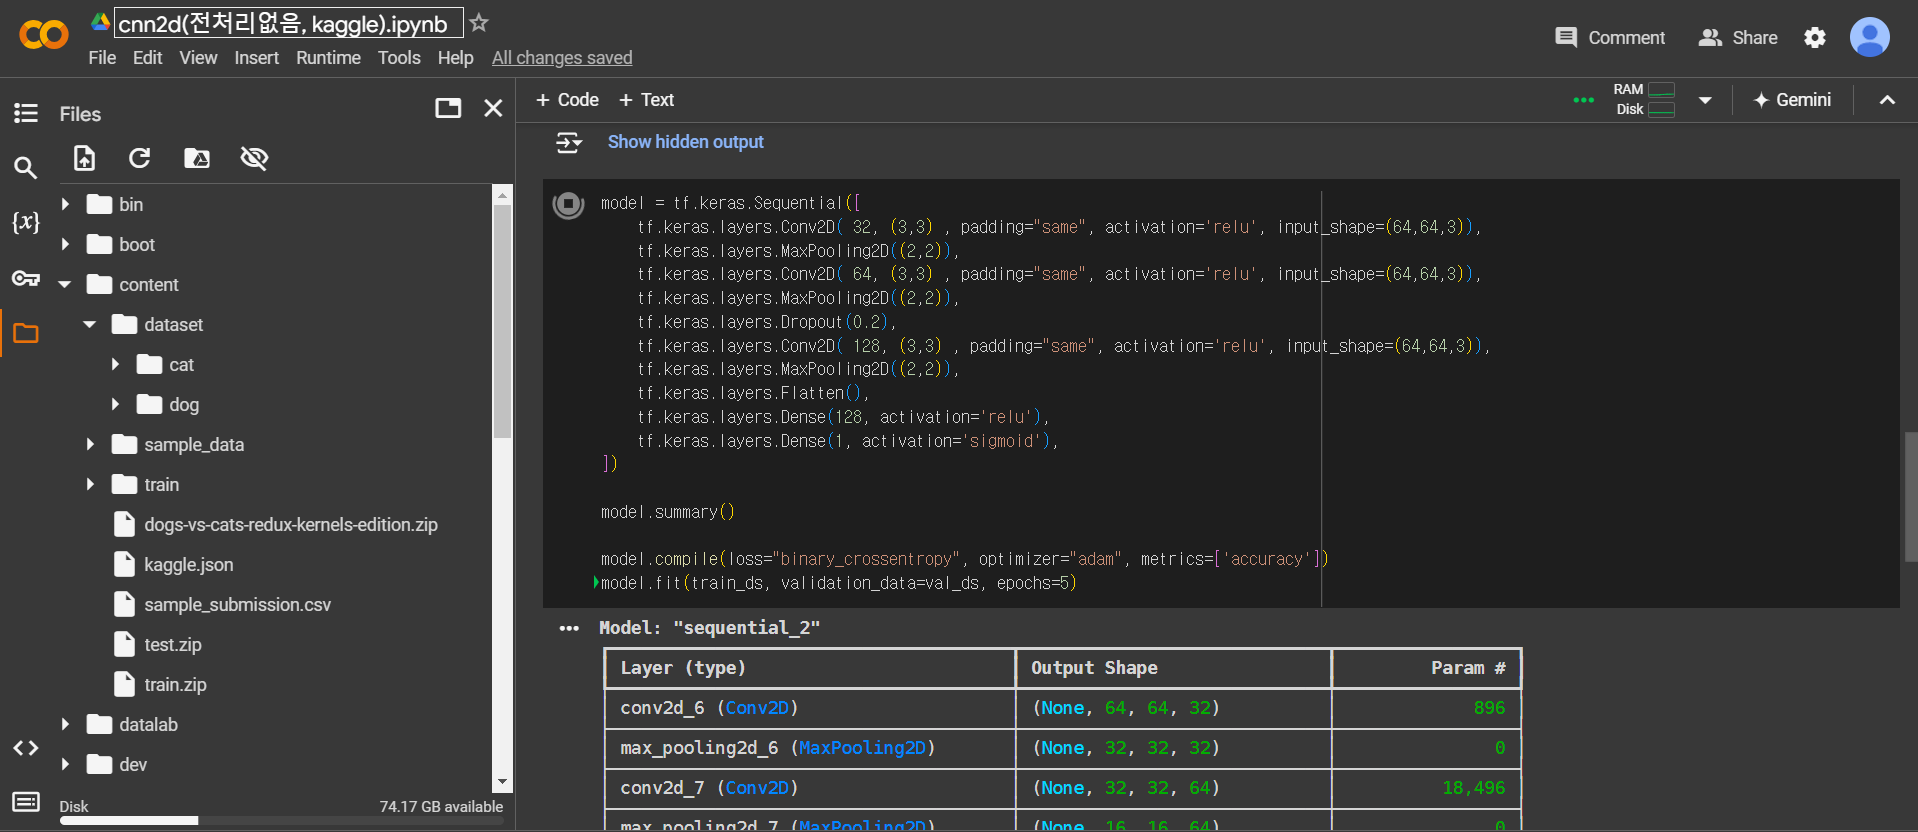 cnn2d(전처리없음, kaggle).ipynb
File Edit View Insert Runtime Tools Help All changes saved
Comment Share
Files
+ Code + Text
RAM
Disk
Gemini
Show hidden output
{x}
bin
boot
content
dataset
cat
dog
sample_data
train
dogs-vs-cats-redux-kernels-edition.zip
kaggle.json
sample_submission.csv
test.zip
train.zip
datalab
dev
Disk 74.17 GB available
model = tf.keras.Sequential([
tf.keras.layers.Conv2D( 32, (3,3) , padding="same", activation='relu', input_shape=(64,64,3)),
tf.keras.layers.MaxPooling2D((2,2)),
tf.keras.layers.Conv2D( 64, (3,3) , padding="same", activation='relu', input_shape=(64,64,3)),
tf.keras.layers.MaxPooling2D((2,2)),
tf.keras.layers.Dropout(0.2),
tf.keras.layers.Conv2D( 128, (3,3) , padding="same", activation='relu', input_shape=(64,64,3)),
tf.keras.layers.MaxPooling2D((2,2)),
tf.keras.layers.Flatten(),
tf.keras.layers.Dense(128, activation='relu'),
tf.keras.layers.Dense(1, activation='sigmoid'),
])
model.summary()
model.compile(loss="binary_crossentropy", optimizer="adam", metrics=['accuracy'])
model.fit(train_ds, validation_data=val_ds, epochs=5)
Model: "sequential_2"
Layer (type) Output Shape Param #
conv2d_6 (Conv2D) (None, 64, 64, 32) 896
max_pooling2d_6 (MaxPooling2D) (None, 32, 32, 32) 0
conv2d_7 (Conv2D) (None, 32, 32, 64) 18,496
max_pooling2d_7 (MaxPooling2D) (None, 16, 16, 64) 0